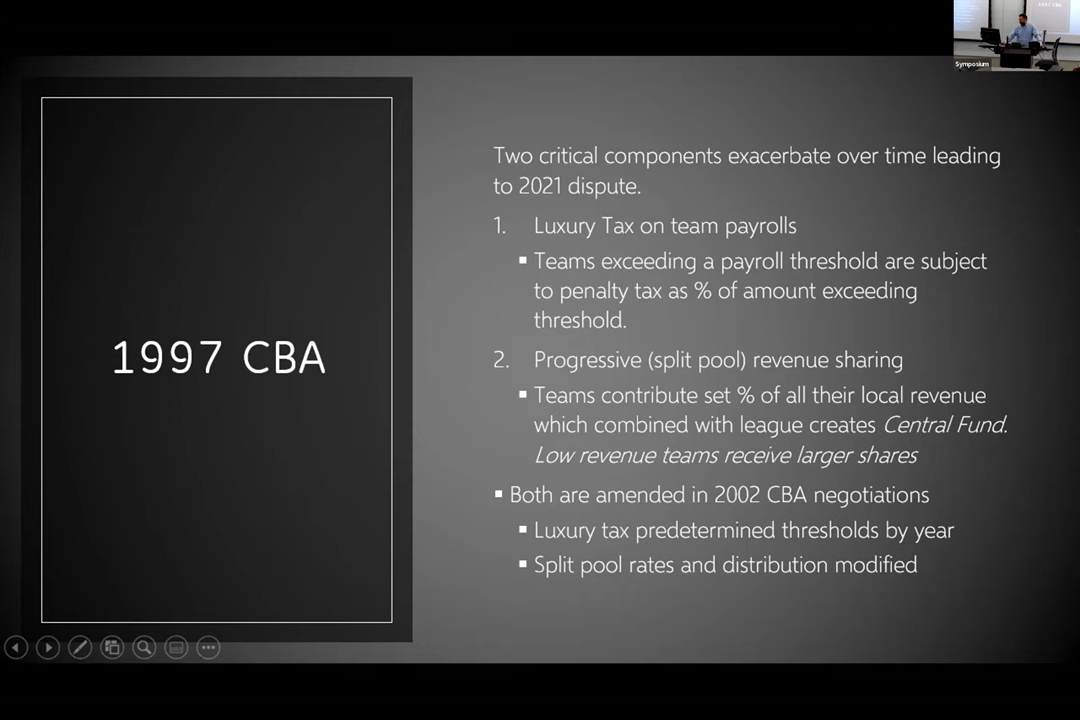 1997 CBA
Symposium
1997 CBA
Two critical components exacerbate over time leading
to 2021 dispute.
1. Luxury Tax on team payrolls
▪ Teams exceeding a payroll threshold are subject
to penalty tax as % of amount exceeding
threshold.
2. Progressive (split pool) revenue sharing
▪ Teams contribute set % of all their local revenue
which combined with league creates Central Fund.
Low revenue teams receive larger shares
▪ Both are amended in 2002 CBA negotiations
▪ Luxury tax predetermined thresholds by year
▪ Split pool rates and distribution modified